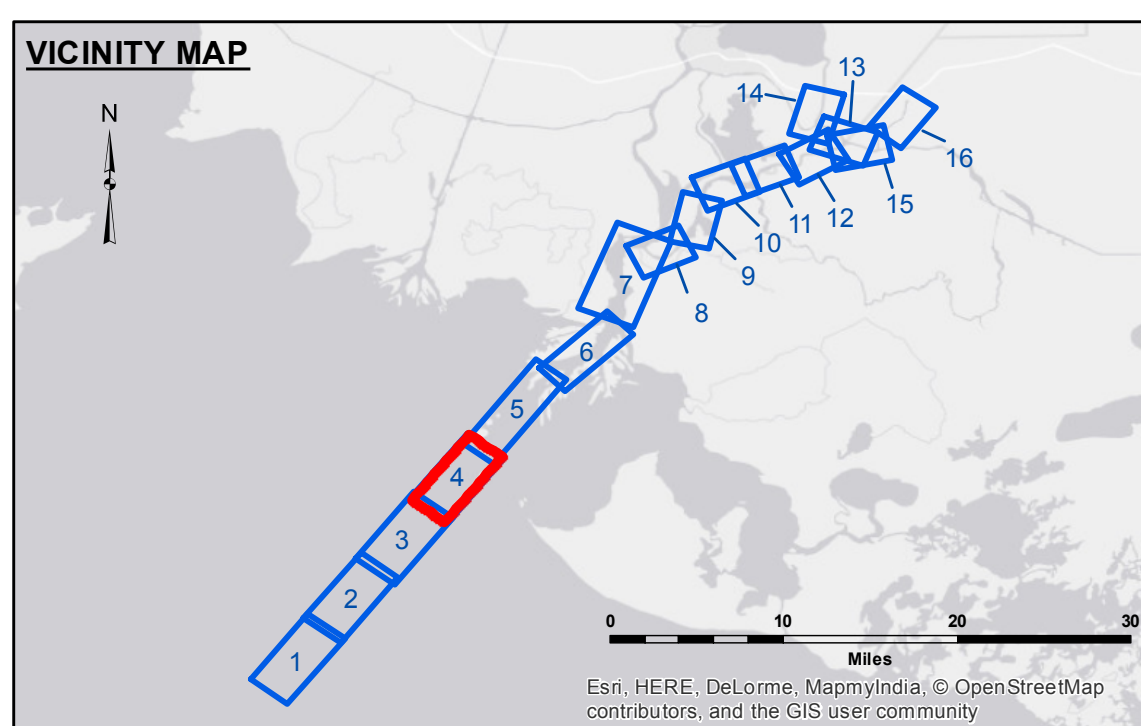 VICINITY MAP
N
13
14
16
15
12
11
10
9
8
7
6
5
4
3
2
1
0 10 20 30
Miles
Esri, HERE, DeLorme, MapmyIndia, © OpenStreetMap
contributors, and the GIS user community